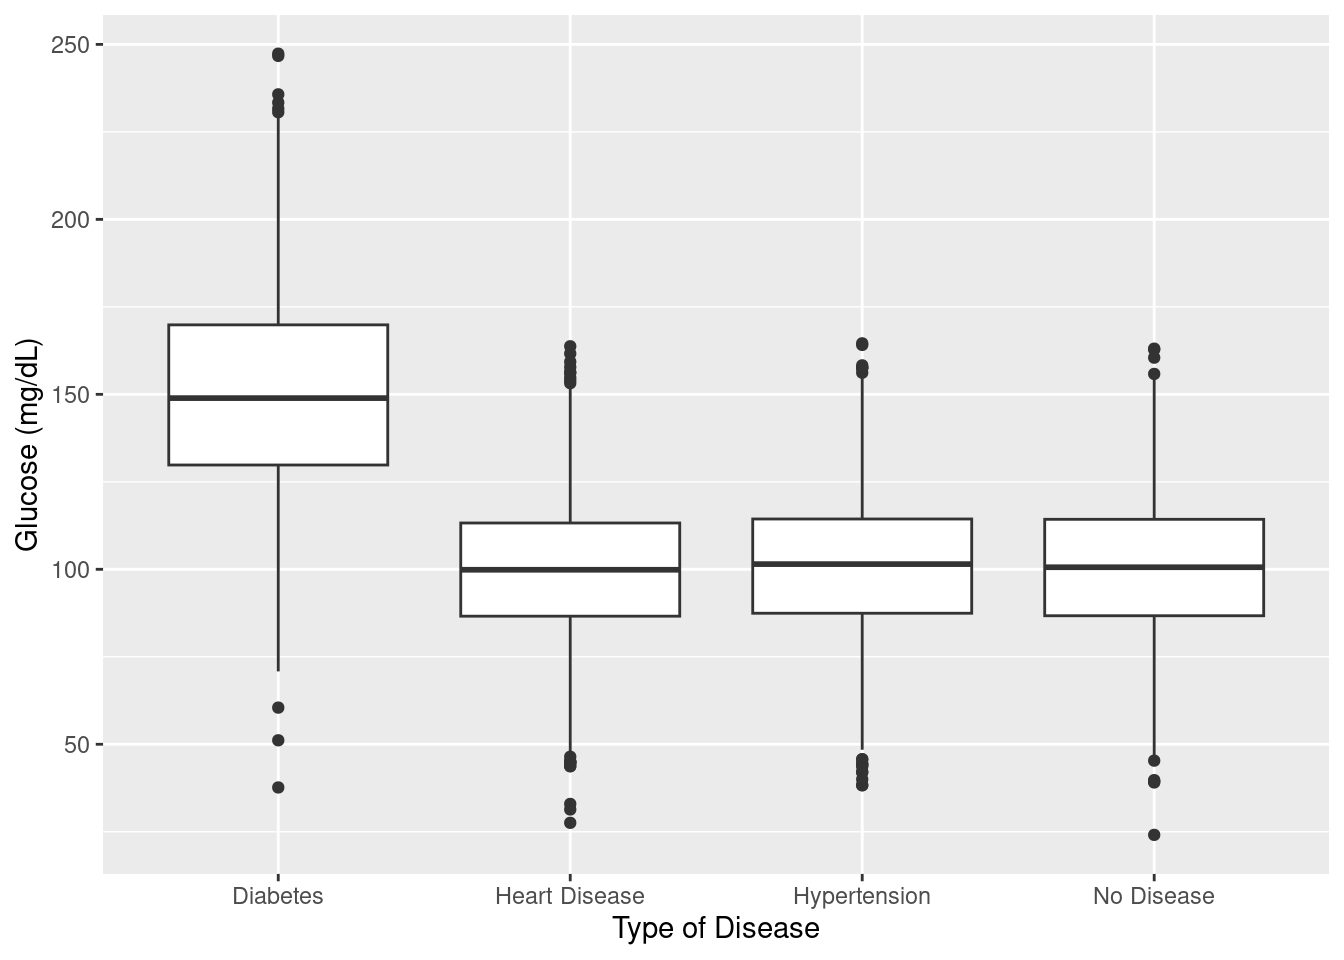 Glucose (mg/dL)
250
200
150
100
50
Diabetes Heart Disease Hypertension No Disease
Type of Disease